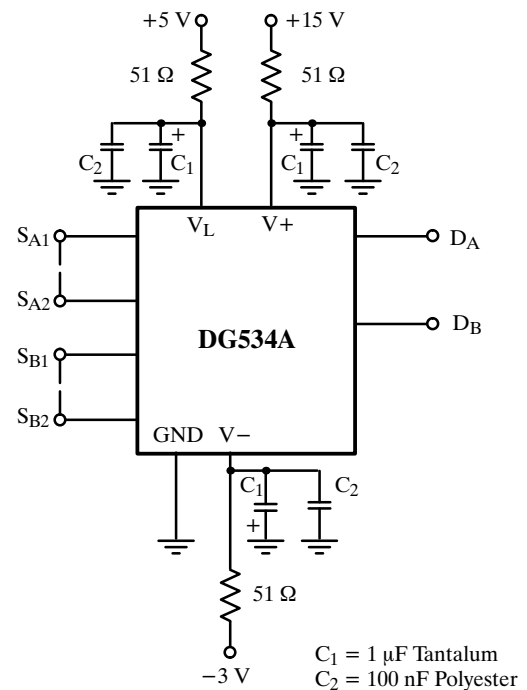 +5 V +15 V
51 Ω 51 Ω
+ +
C2 C1 C1 C2
VL V+
SA1 DA
SA2
SB1 DB
DG534A
SB2
GND V−
C1 C2
+
51 Ω
−3 V
C1 = 1 μF Tantalum
C2 = 100 nF Polyester